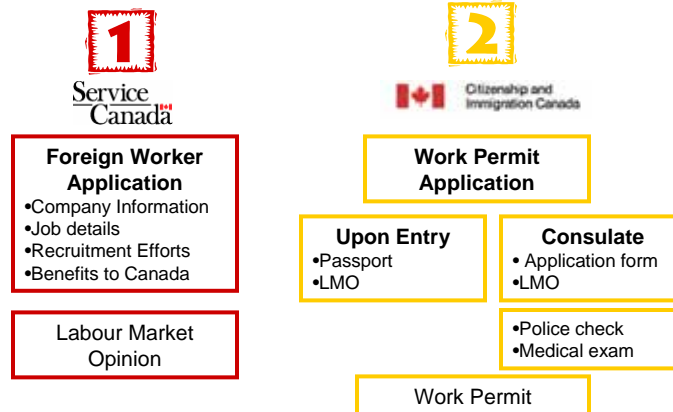 1
Service
Canada
Foreign Worker
Application
•Company Information
•Job details
•Recruitment Efforts
•Benefits to Canada
Labour Market
Opinion
2
Citizenship and
Immigration Canada
Work Permit
Application
Upon Entry
•Passport
•LMO
Consulate
• Application form
•LMO
•Police check
•Medical exam
Work Permit